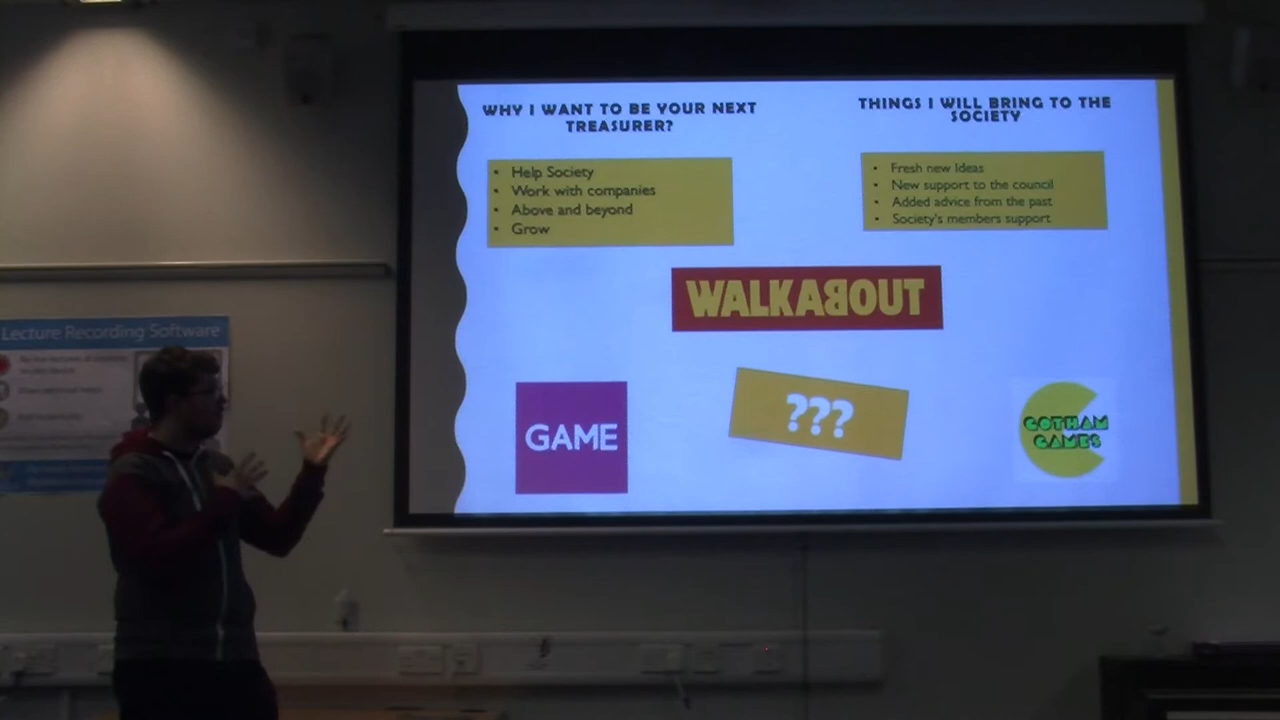 WHY I WANT TO BE YOUR NEXT
TREASURER?
• Help Society
• Work with companies
• Above and beyond
• Grow
THINGS I WILL BRING TO THE
SOCIETY
• Fresh new Ideas
• New support to the council
• Added advice from the past
• Society's members support
WALKABOUT
GAME
???
GOTHAM
GAMES
Lecture Recording Software